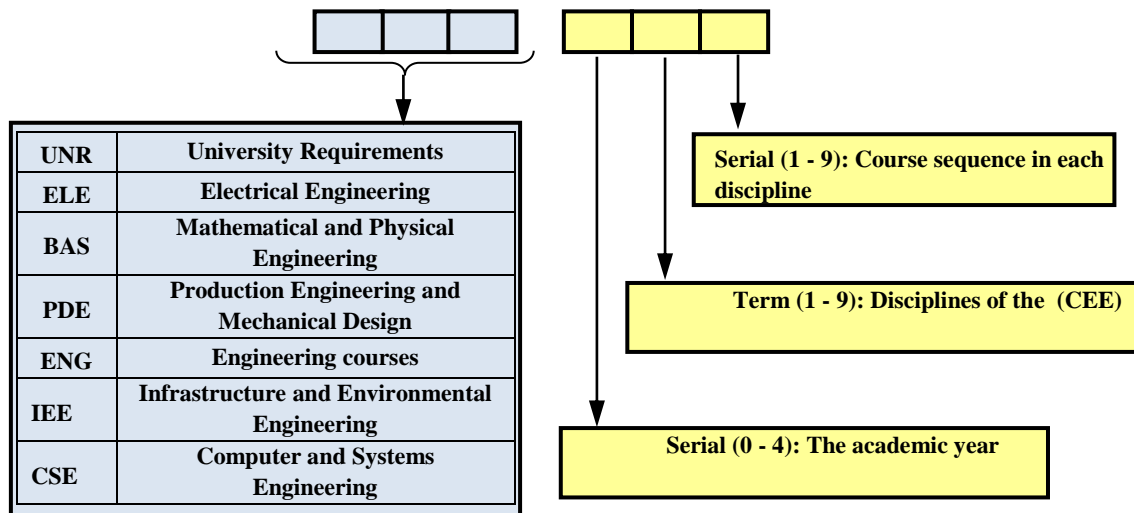 UNR University Requirements
ELE Electrical Engineering
BAS Mathematical and Physical
Engineering
PDE Production Engineering and
Mechanical Design
ENG Engineering courses
IEE Infrastructure and Environmental
Engineering
CSE Computer and Systems
Engineering
Serial (1 - 9): Course sequence in each
discipline
Term (1 - 9): Disciplines of the (CEE)
Serial (0 - 4): The academic year